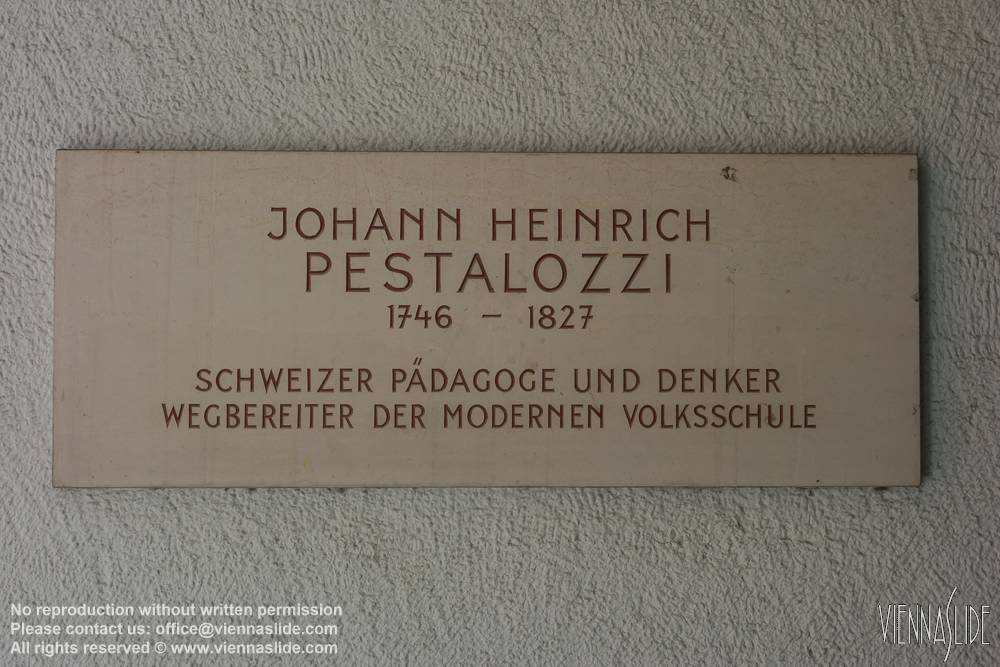 JOHANN HEINRICH
PESTALOZZI
1746 – 1827
SCHWEIZER PÄDAGOGE UND DENKER
WEGBEREITER DER MODERNEN VOLKSSCHULE
No reproduction without written permission
Please contact us: office@viennaslide.com
All rights reserved © www.viennaslide.com
VIENNASLIDE